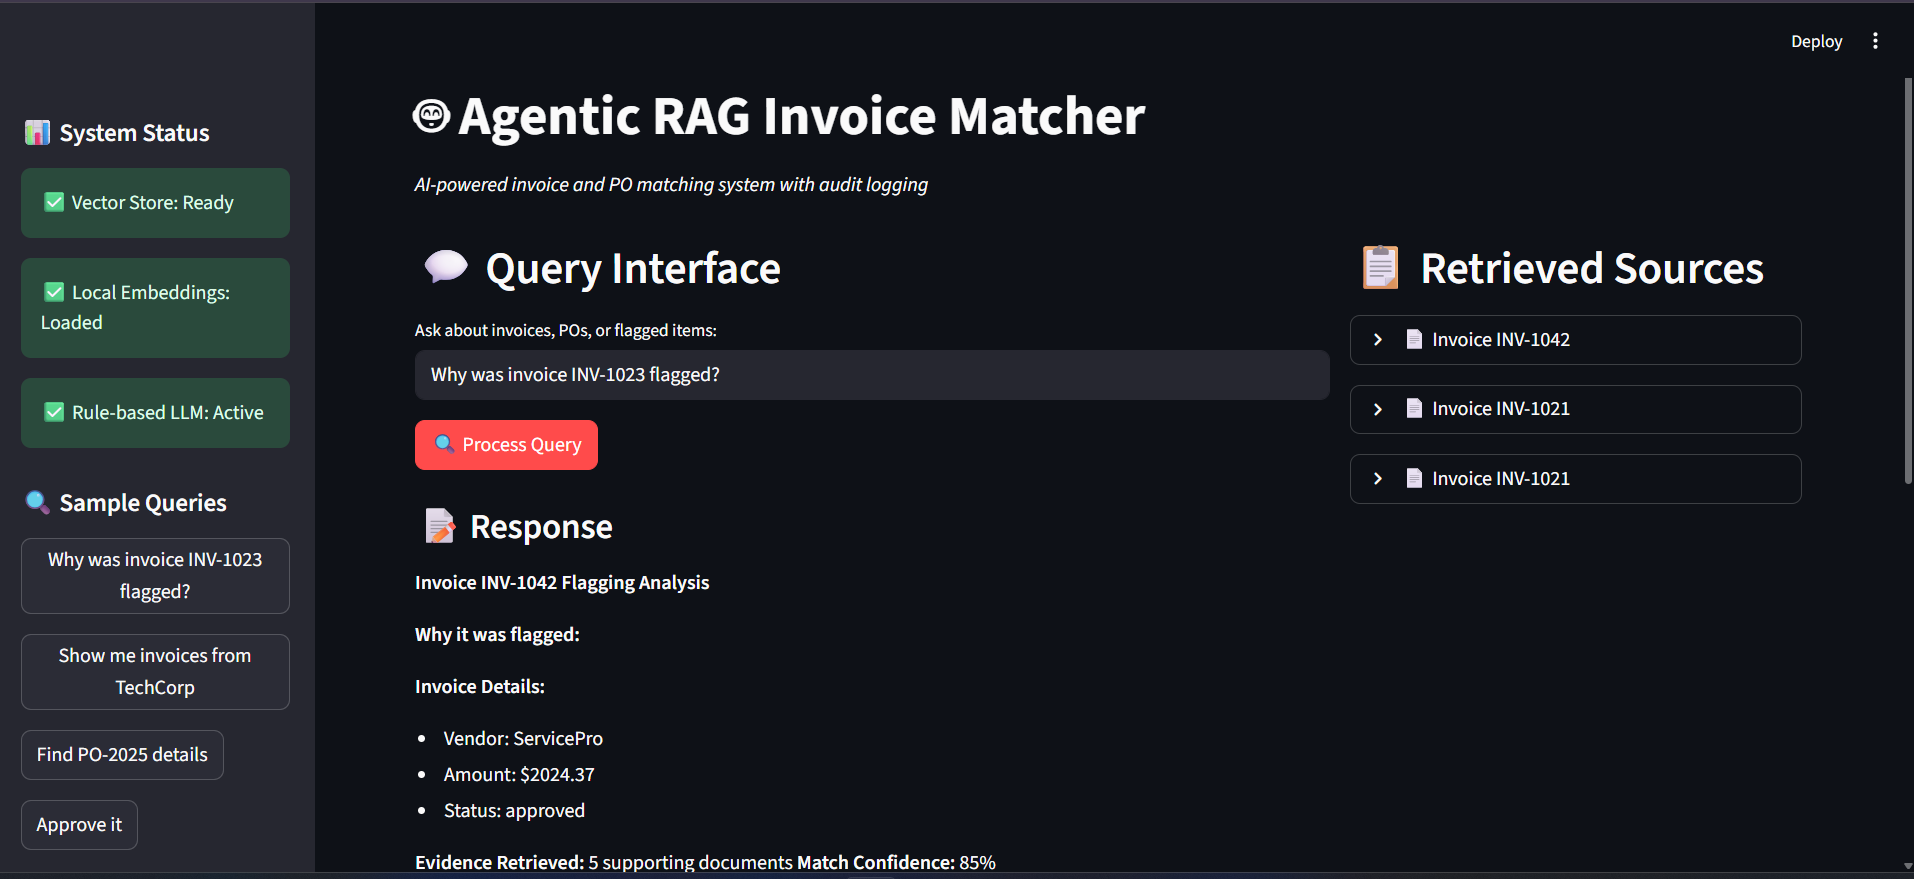 Deploy
System Status
Vector Store: Ready
Local Embeddings:
Loaded
Rule-based LLM: Active
Sample Queries
Why was invoice INV-1023
flagged?
Show me invoices from
TechCorp
Find PO-2025 details
Approve it
Agentic RAG Invoice Matcher
AI-powered invoice and PO matching system with audit logging
Query Interface
Ask about invoices, POs, or flagged items:
Why was invoice INV-1023 flagged?
Process Query
Response
Invoice INV-1042 Flagging Analysis
Why it was flagged:
Invoice Details:
Vendor: ServicePro
Amount: $2024.37
Status: approved
Evidence Retrieved: 5 supporting documents Match Confidence: 85%
Retrieved Sources
Invoice INV-1042
Invoice INV-1021
Invoice INV-1021